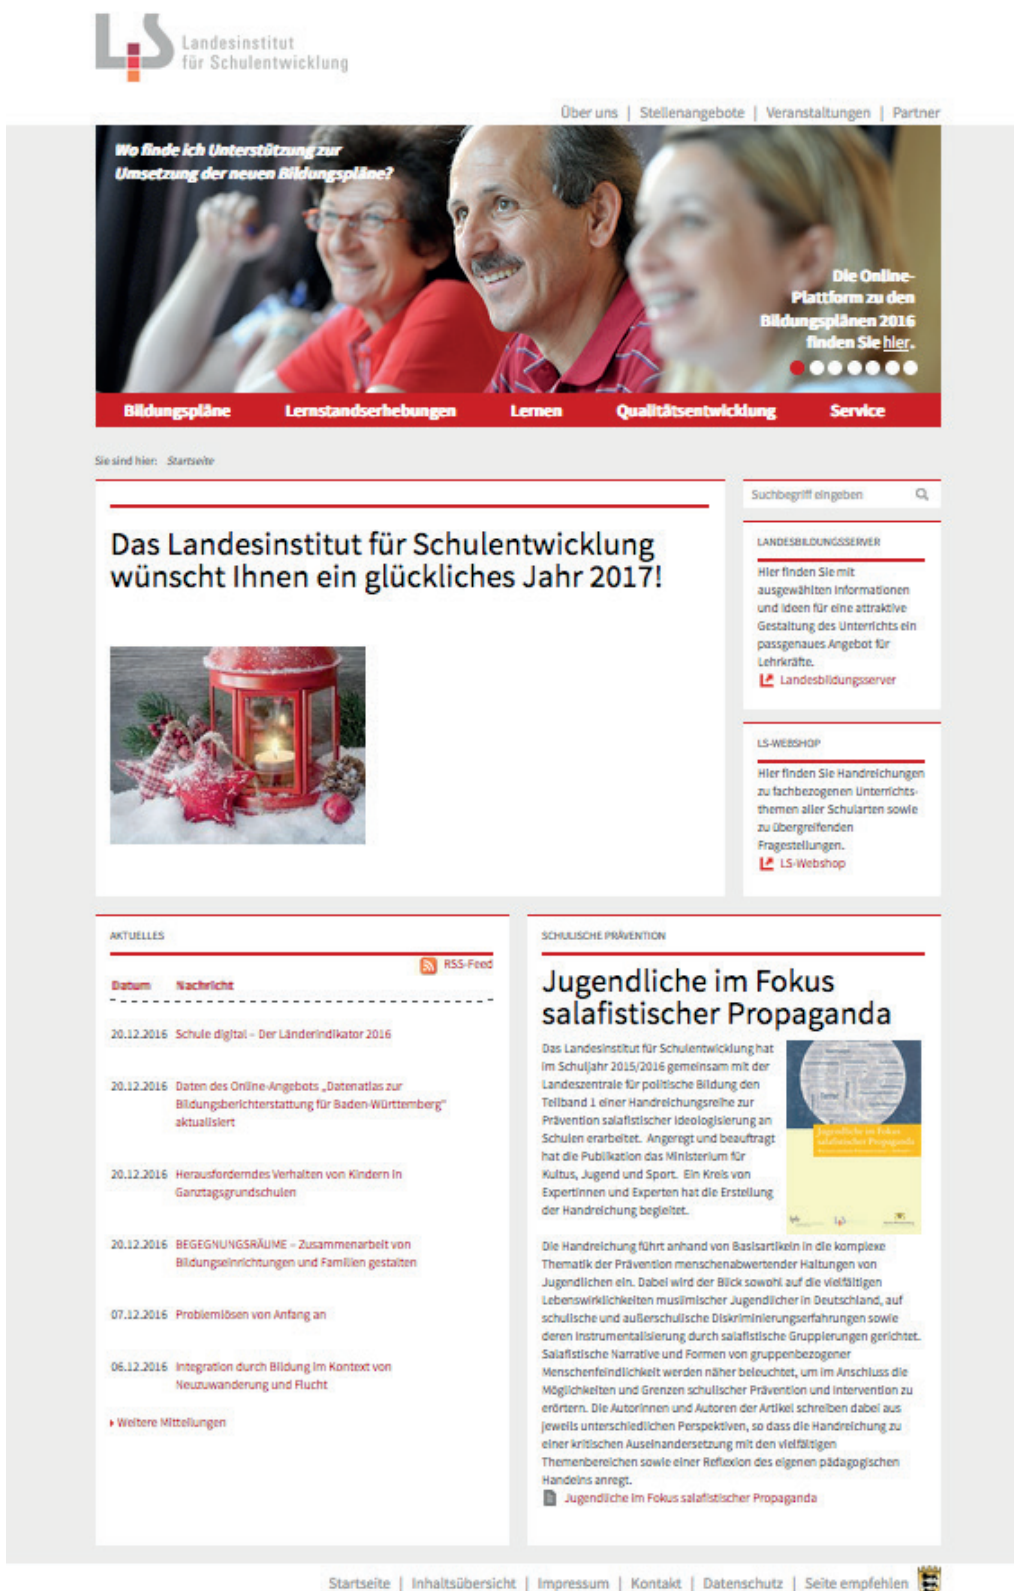 LS
Landesinstitut
für Schulentwicklung
Über uns | Stellenangebote | Veranstaltungen | Partner
Wo finde ich Unterstützung zur
Umsetzung der neuen Bildungspläne?
Die Online-
Plattform zu den
Bildungsplänen 2016
finden Sie hier.
Bildungspläne Lernstandserhebungen Lernen Qualitätsentwicklung Service
Sie sind hier: Startseite
Das Landesinstitut für Schulentwicklung
wünscht Ihnen ein glückliches Jahr 2017!
Suchbegriff eingeben
LANDESBILDUNGSSERVER
Hier finden Sie mit
ausgewählten Informationen
und Ideen für eine attraktive
Gestaltung des Unterrichts ein
passgenaues Angebot für
Lehrkräfte.
Landesbildungsserver
LS-WEBSHOP
Hier finden Sie Handreichungen
zu fachbezogenen Unterrichts-
themen aller Schularten sowie
zu übergreifenden
Fragestellungen.
LS-Webshop
AKTUELLES
RSS-Feed
Datum Nachricht
20.12.2016 Schule digital – Der Länderindikator 2016
20.12.2016 Daten des Online-Angebots „Datenatlas zur
Bildungsberichterstattung für Baden-Württemberg“
aktualisiert
20.12.2016 Herausforderndes Verhalten von Kindern in
Ganztagsgrundschulen
20.12.2016 BEGEGNUNGSRÄUME – Zusammenarbeit von
Bildungseinrichtungen und Familien gestalten
07.12.2016 Problemlösen von Anfang an
06.12.2016 Integration durch Bildung im Kontext von
Neuzuwanderung und Flucht
Weitere Mitteilungen
SCHULISCHE PRÄVENTION
Jugendliche im Fokus
salafistischer Propaganda
Das Landesinstitut für Schulentwicklung hat
im Schuljahr 2015/2016 gemeinsam mit der
Landeszentrale für politische Bildung den
Teilband 1 einer Handreichungsreihe zur
Prävention salafistischer Ideologisierung an
Schulen erarbeitet. Angeregt und beauftragt
hat die Publikation das Ministerium für
Kultus, Jugend und Sport. Ein Kreis von
Expertinnen und Experten hat die Erstellung
der Handreichung begleitet.
Jugendliche im Fokus
salafistischer Propaganda
Die Handreichung führt anhand von Basisartikeln in die komplexe
Thematik der Prävention menschenabwertender Haltungen von
Jugendlichen ein. Dabei wird der Blick sowohl auf die vielfältigen
Lebenswirklichkeiten muslimischer Jugendlicher in Deutschland, auf
schulische und außerschulische Diskriminierungserfahrungen sowie
deren Instrumentalisierung durch salafistische Gruppierungen gerichtet.
Salafistische Narrative und Formen von gruppenbezogener
Menschenfeindlichkeit werden näher beleuchtet, um im Anschluss die
Möglichkeiten und Grenzen schulischer Prävention und Intervention zu
erörtern. Die Autorinnen und Autoren der Artikel schreiben dabei aus
jeweils unterschiedlichen Perspektiven, so dass die Handreichung zu
einer kritischen Auseinandersetzung mit den vielfältigen
Themenbereichen sowie einer Reflexion des eigenen pädagogischen
Handelns anregt.
Jugendliche im Fokus salafistischer Propaganda
Startseite | Inhaltsübersicht | Impressum | Kontakt | Datenschutz | Seite empfehlen